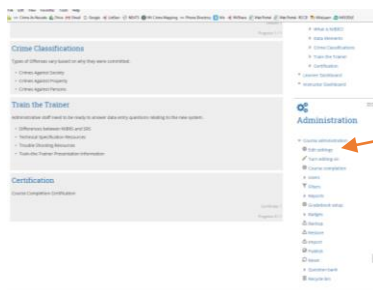 Crime Classifications
Types of Offenses vary based on why they were committed.
- Crimes Against Society
- Crimes Against Property
- Crimes Against Persons
Train the Trainer
Administrative staff need to be ready to answer data entry questions relating to the new system.
- Differences between NIBRS and SRS
- Technical Specification Resources
- Trouble Shooting Resources
- Train-the-Trainer Presentation Information
Certification
Course Completion Certification
What is NIBRS?
Data Elements
Crime Classifications
Train the Trainer
Certification
Learner Dashboard
Instructor Dashboard
Administration
Course administration
Edit settings
Turn editing on
Course completion
Users
Filters
Reports
Gradebook setup
Badges
Backup
Restore
Import
Publish
Reset
Question bank
Recycle bin